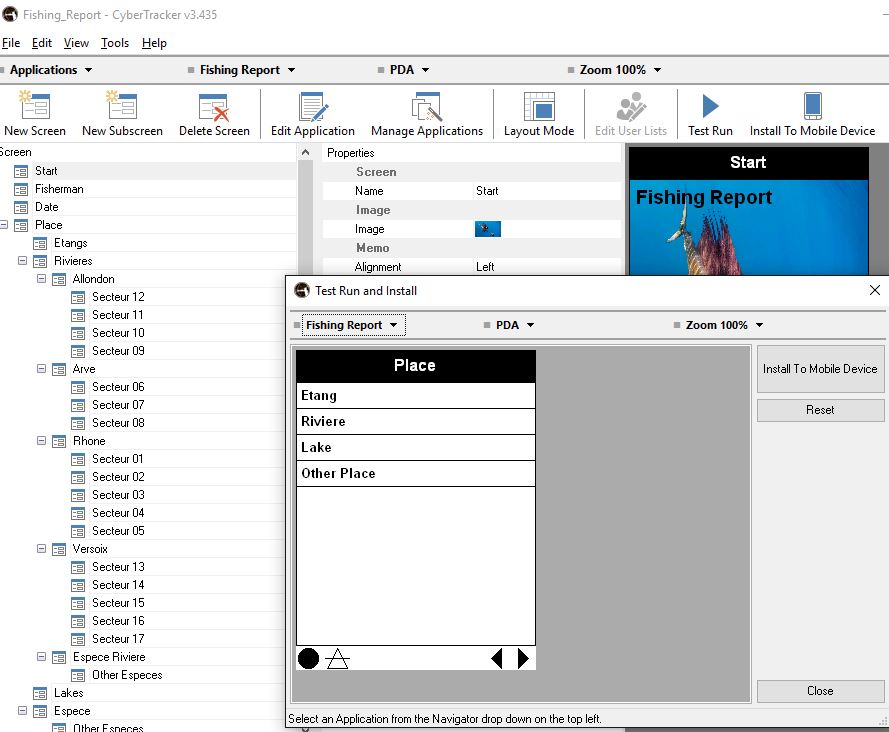 Fishing_Report - CyberTracker v3.435
File Edit View Tools Help
Applications Fishing Report PDA Zoom 100%
New Screen New Subscreen Delete Screen Edit Application Manage Applications Layout Mode Edit User Lists Test Run Install To Mobile Device
Screen
Start
Fisherman
Date
Place
Etangs
Rivieres
Allondon
Secteur 12
Secteur 11
Secteur 10
Secteur 09
Arve
Secteur 06
Secteur 07
Secteur 08
Rhone
Secteur 01
Secteur 02
Secteur 03
Secteur 04
Secteur 05
Versoix
Secteur 13
Secteur 14
Secteur 15
Secteur 16
Secteur 17
Espece Riviere
Other Especes
Lakes
Espece
Other Especes
Properties
Screen
Name Start
Image
Image
Memo
Alignment Left
Start
Fishing Report
Test Run and Install
Fishing Report PDA Zoom 100%
Place
Etang
Riviere
Lake
Other Place
Install To Mobile Device
Reset
Close
Select an Application from the Navigator drop down on the top left.